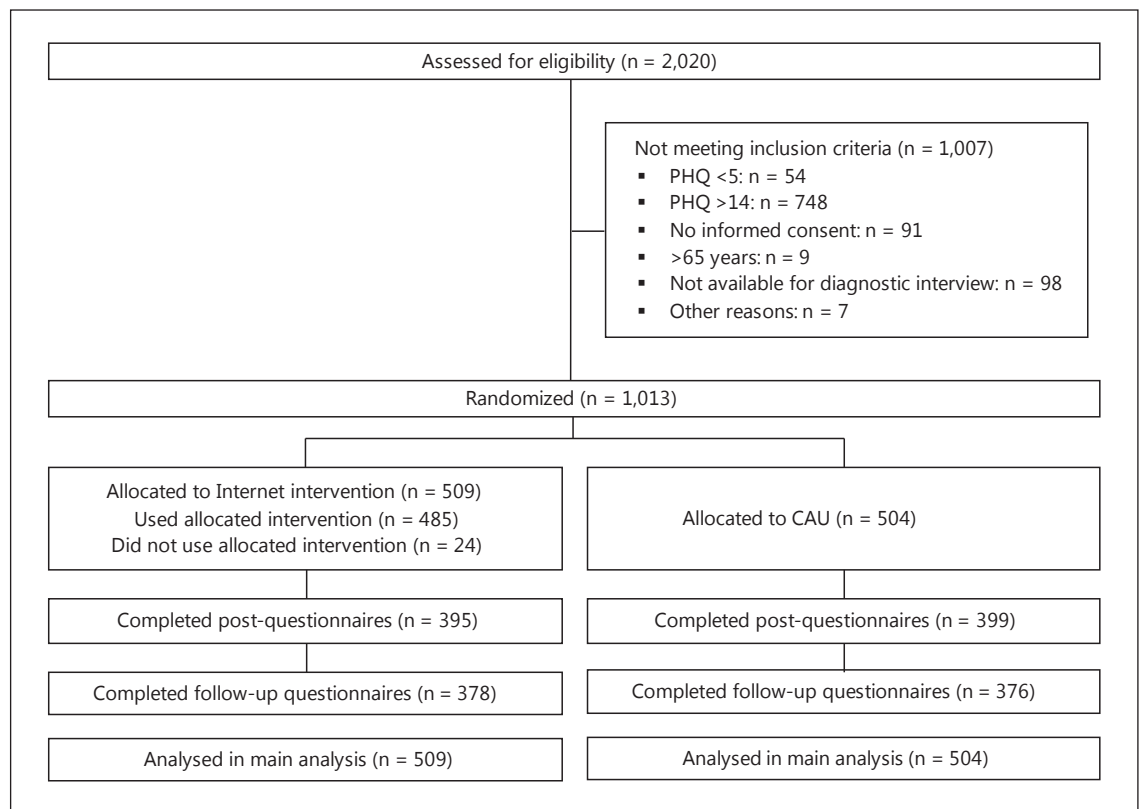 Assessed for eligibility (n = 2,020)
Not meeting inclusion criteria (n = 1,007)
▪ PHQ <5: n = 54
▪ PHQ >14: n = 748
▪ No informed consent: n = 91
▪ >65 years: n = 9
▪ Not available for diagnostic interview: n = 98
▪ Other reasons: n = 7
Randomized (n = 1,013)
Allocated to Internet intervention (n = 509)
Used allocated intervention (n = 485)
Did not use allocated intervention (n = 24)
Allocated to CAU (n = 504)
Completed post-questionnaires (n = 395)
Completed post-questionnaires (n = 399)
Completed follow-up questionnaires (n = 378)
Completed follow-up questionnaires (n = 376)
Analysed in main analysis (n = 509)
Analysed in main analysis (n = 504)